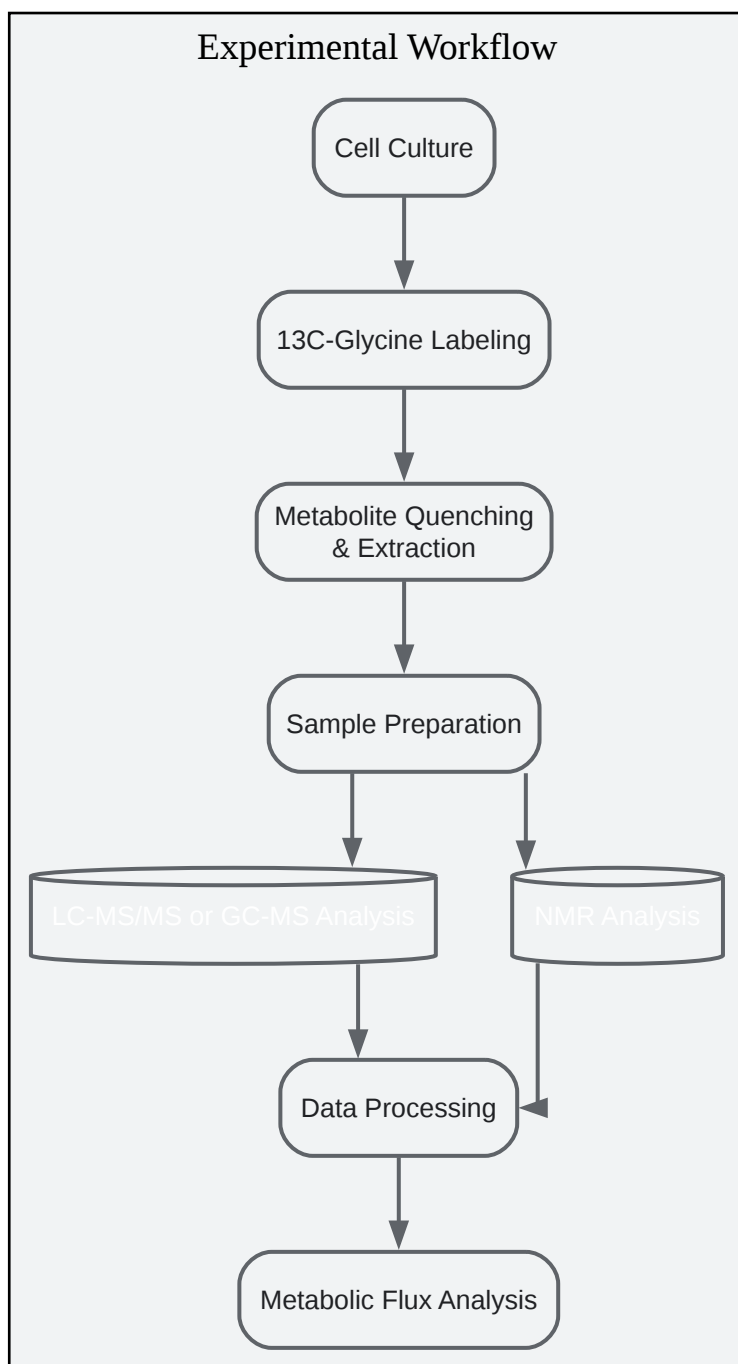 Experimental Workflow
Cell Culture
13C-Glycine Labeling
Metabolite Quenching
& Extraction
Sample Preparation
LC-MS/MS or GC-MS Analysis
NMR Analysis
Data Processing
Metabolic Flux Analysis